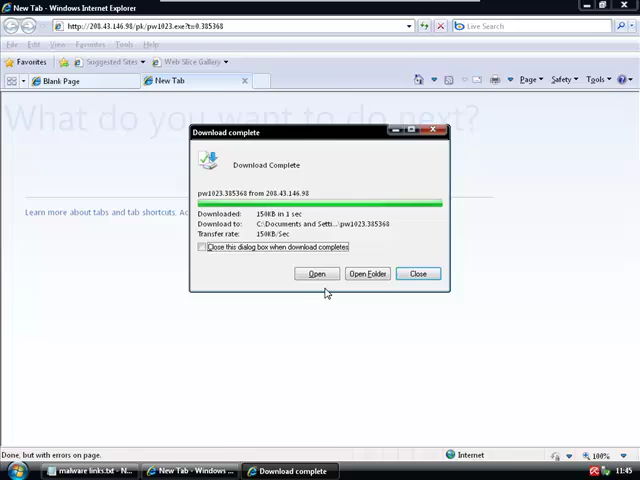 New Tab - Windows Internet Explorer
http://208.43.146.98/pk/pw1023.exe?t=0.385368
Live Search
File Edit View Favorites Tools Help
Favorites Suggested Sites Web Slice Gallery
Blank Page New Tab Page Safety Tools
What do you want to do next?
Learn more about tabs and tab shortcuts. Ac
Download complete
Download Complete
pw1023.385368 from 208.43.146.98
Downloaded: 150KB in 1 sec
Download to: C:\Documents and Setti...\pw1023.385368
Transfer rate: 150KB/Sec
Close this dialog box when download completes
Open Open Folder Close
Done, but with errors on page. Internet 100%
malware links.txt - N... New Tab - Windows ... Download complete 11:45